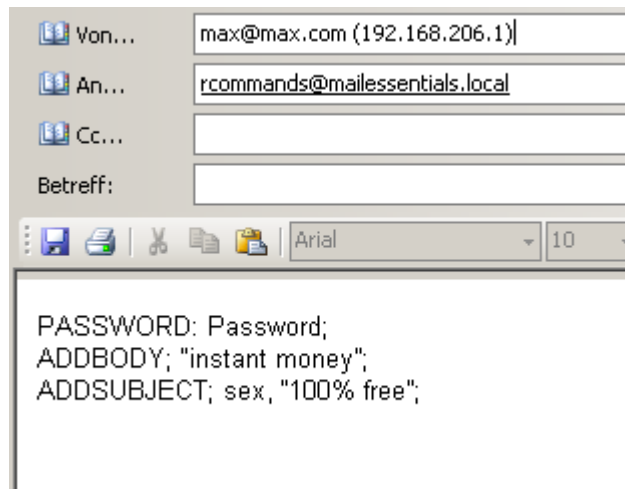 Von... max@max.com (192.168.206.1)
An... rcommands@mailessentials.local
Cc...
Betreff:
Arial 10
PASSWORD: Password;
ADDBODY; "instant money";
ADDSUBJECT; sex, "100% free";